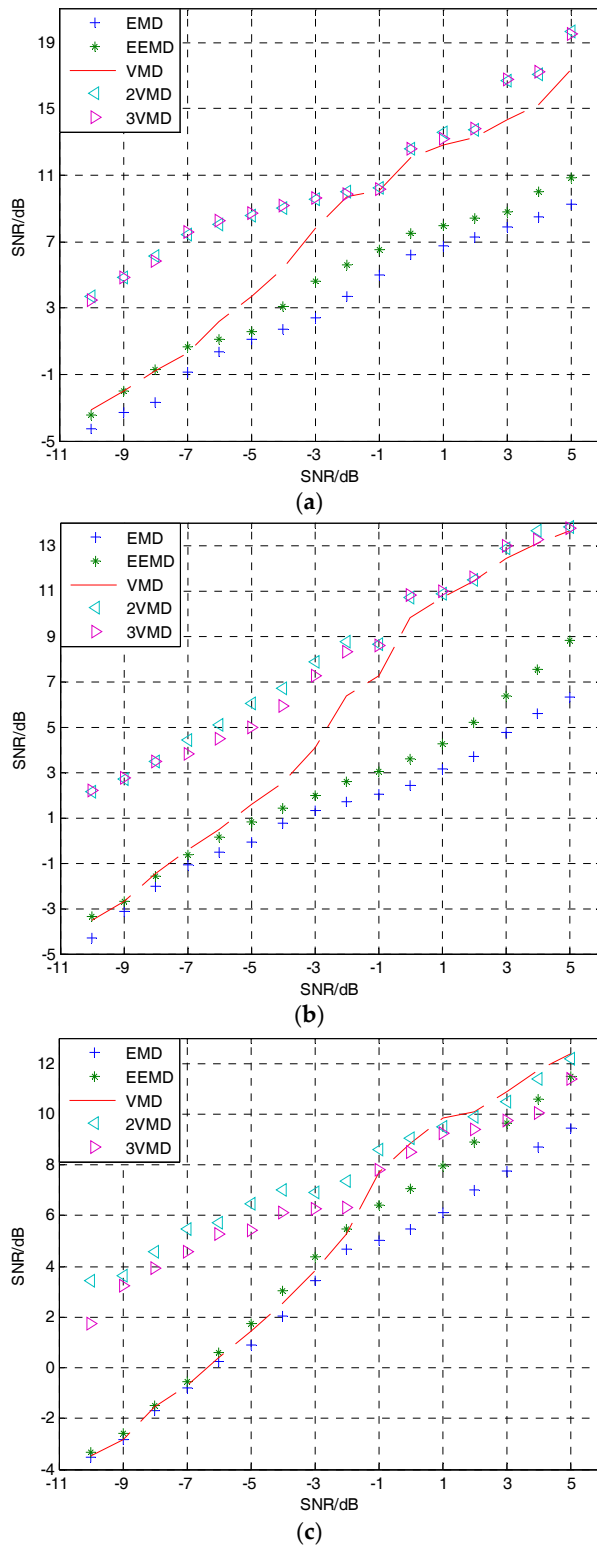 19
15
11
7
3
-1
-5
SNR/dB
EMD
EEMD
VMD
2VMD
3VMD
-11 -9 -7 -5 -3 -1 1 3 5
SNR/dB
(a)
13
11
9
7
5
3
1
-1
-3
-5
SNR/dB
EMD
EEMD
VMD
2VMD
3VMD
-11 -9 -7 -5 -3 -1 1 3 5
SNR/dB
(b)
12
10
8
6
4
2
0
-2
-4
SNR/dB
EMD
EEMD
VMD
2VMD
3VMD
-11 -9 -7 -5 -3 -1 1 3 5
SNR/dB
(c)